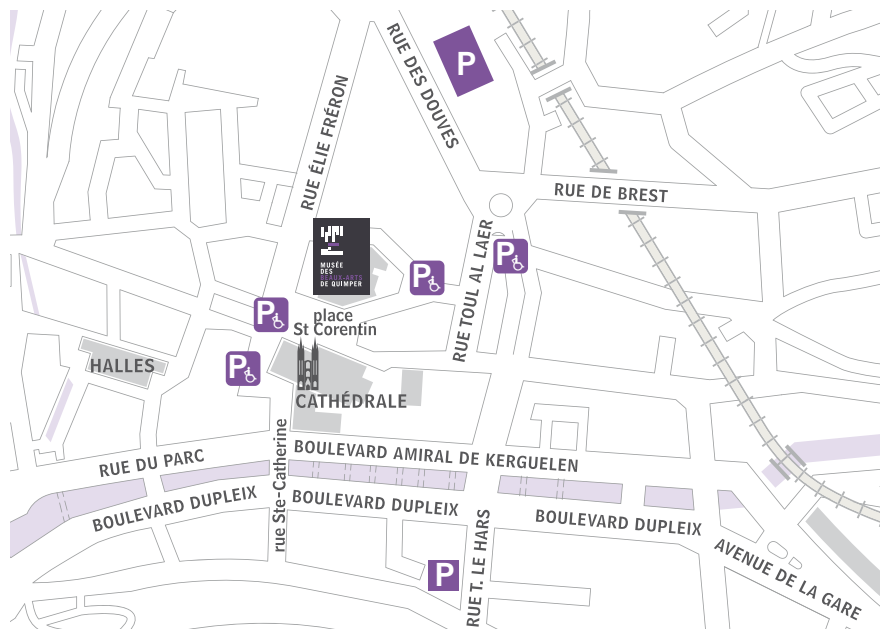 RUE DES DOUVES
P
RUE ÉLIE FRÉRON
RUE DE BREST
MUSÉE
DES
BEAUX-ARTS
DE QUIMPER
RUE TOUL AL LAER
P
P
P
place
St Corentin
P
HALLES
CATHÉDRALE
RUE DU PARC
rue Ste-Catherine
BOULEVARD AMIRAL DE KERGUELEN
BOULEVARD DUPLEIX
BOULEVARD DUPLEIX
BOULEVARD DUPLEIX
RUE T. LE HARS
P
AVENUE DE LA GARE